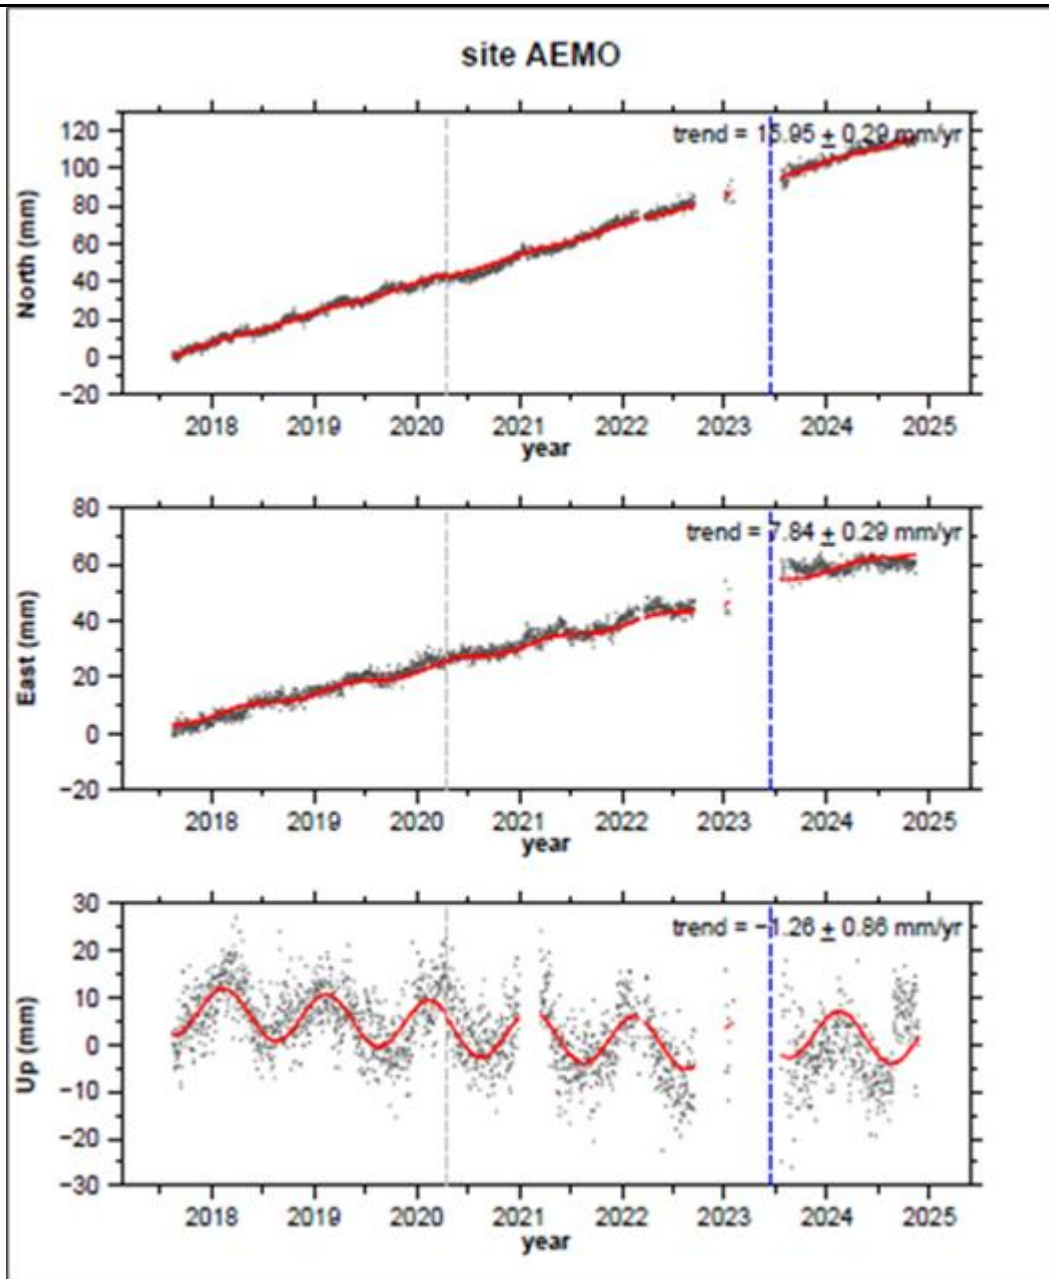 site AEMO
trend = 15.95 ± 0.29 mm/yr
120
100
80
60
40
20
0
−20
North (mm)
2018 2019 2020 2021 2022 2023 2024 2025
year
trend = 7.84 ± 0.29 mm/yr
80
60
40
20
0
−20
East (mm)
2018 2019 2020 2021 2022 2023 2024 2025
year
trend = −1.26 ± 0.86 mm/yr
30
20
10
0
−10
−20
−30
Up (mm)
2018 2019 2020 2021 2022 2023 2024 2025
year